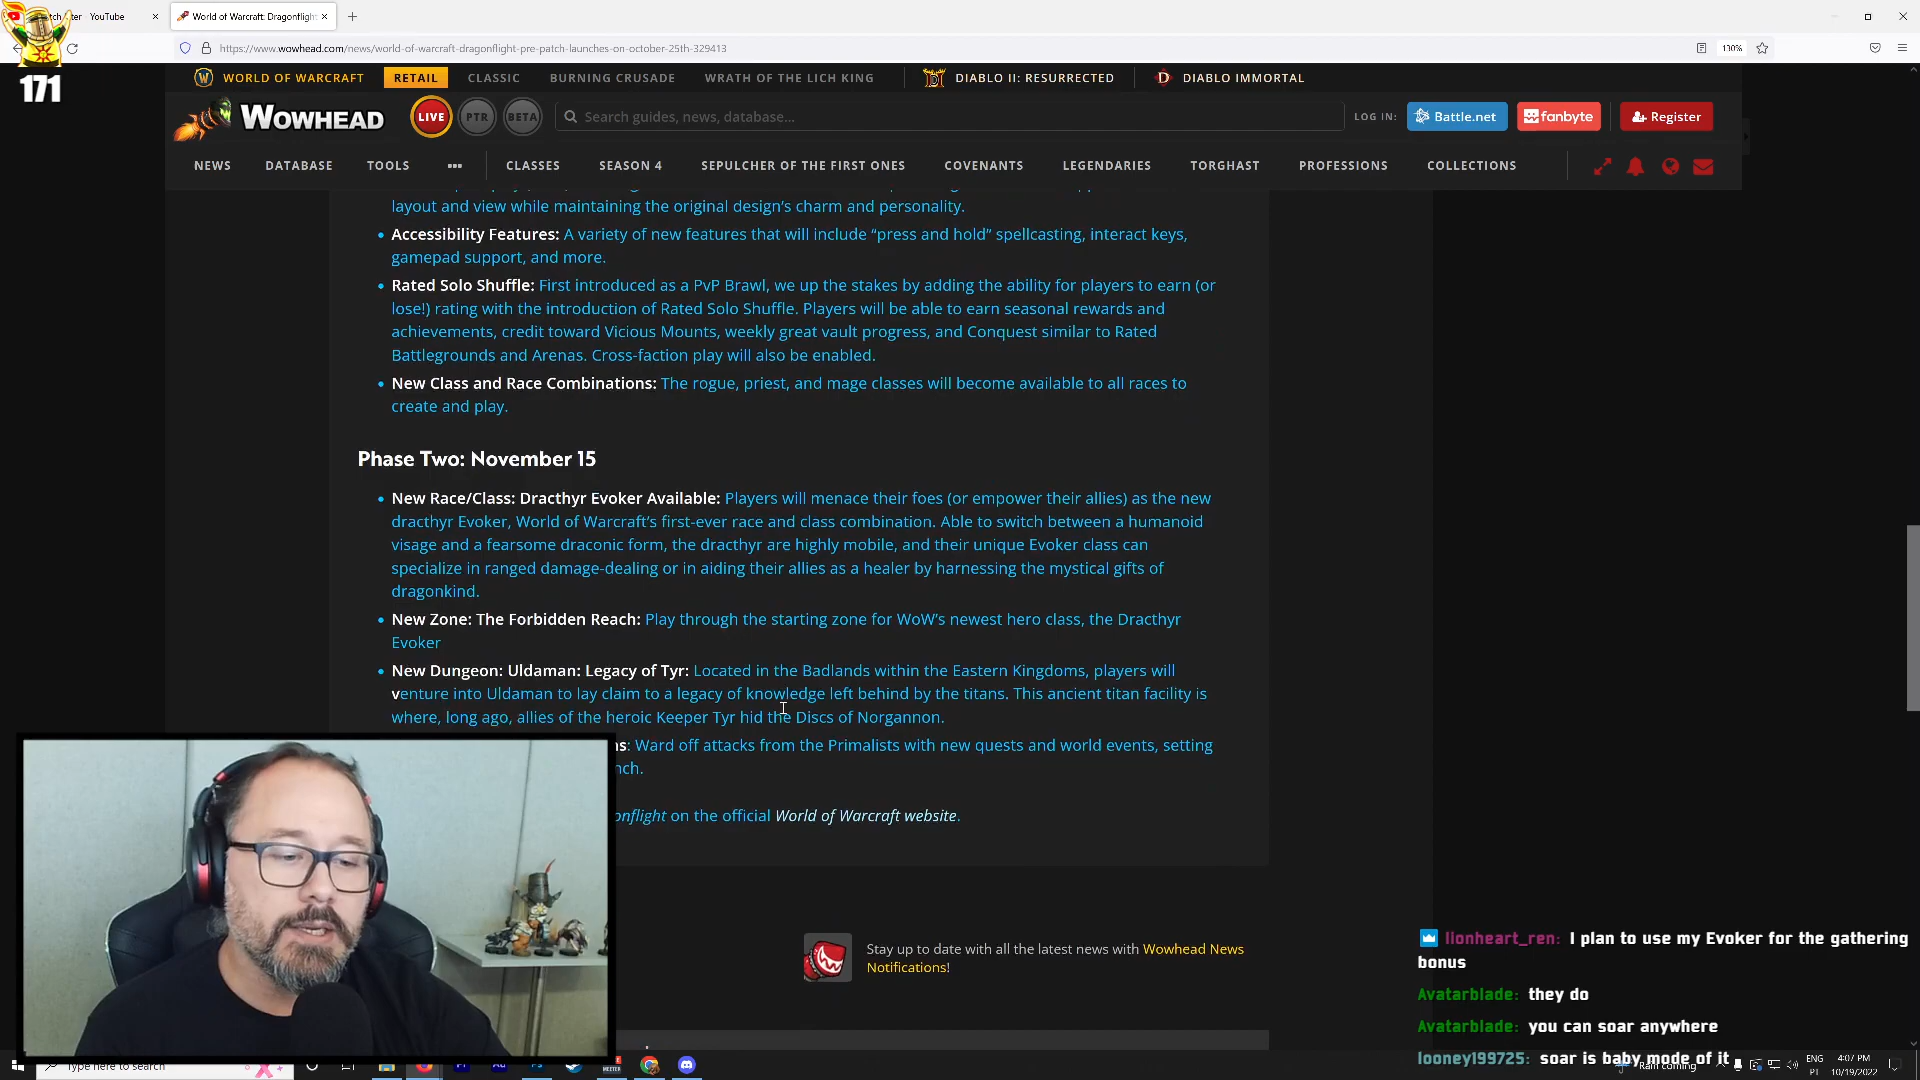 YouTube
World of Warcraft: Dragonflight
171
https://www.wowhead.com/news/world-of-warcraft-dragonflight-pre-patch-launches-on-october-25th-329413
130%
WORLD OF WARCRAFT RETAIL CLASSIC BURNING CRUSADE WRATH OF THE LICH KING DIABLO II: RESURRECTED DIABLO IMMORTAL
WOWHEAD LIVE PTR BETA Search guides, news, database... LOG IN: Battle.net fanbyte Register
NEWS DATABASE TOOLS ••• CLASSES SEASON 4 SEPULCHER OF THE FIRST ONES COVENANTS LEGENDARIES TORGHAST PROFESSIONS COLLECTIONS
layout and view while maintaining the original design's charm and personality.
• Accessibility Features: A variety of new features that will include “press and hold” spellcasting, interact keys,
gamepad support, and more.
• Rated Solo Shuffle: First introduced as a PvP Brawl, we up the stakes by adding the ability for players to earn (or
lose!) rating with the introduction of Rated Solo Shuffle. Players will be able to earn seasonal rewards and
achievements, credit toward Vicious Mounts, weekly great vault progress, and Conquest similar to Rated
Battlegrounds and Arenas. Cross-faction play will also be enabled.
• New Class and Race Combinations: The rogue, priest, and mage classes will become available to all races to
create and play.
Phase Two: November 15
• New Race/Class: Dracthyr Evoker Available: Players will menace their foes (or empower their allies) as the new
dracthyr Evoker, World of Warcraft's first-ever race and class combination. Able to switch between a humanoid
visage and a fearsome draconic form, the dracthyr are highly mobile, and their unique Evoker class can
specialize in ranged damage-dealing or in aiding their allies as a healer by harnessing the mystical gifts of
dragonkind.
• New Zone: The Forbidden Reach: Play through the starting zone for WoW's newest hero class, the Dracthyr
Evoker
• New Dungeon: Uldaman: Legacy of Tyr: Located in the Badlands within the Eastern Kingdoms, players will
venture into Uldaman to lay claim to a legacy of knowledge left behind by the titans. This ancient titan facility is
where, long ago, allies of the heroic Keeper Tyr hid the Discs of Norgannon.
ns: Ward off attacks from the Primalists with new quests and world events, setting
nch.
onflight on the official World of Warcraft website.
Stay up to date with all the latest news with Wowhead News
Notifications!
lionheart_ren: I plan to use my Evoker for the gathering
bonus
Avatarblade: they do
Avatarblade: you can soar anywhere
looney199725: soar is baby mode of it
Type here to search
Rain coming
ENG
PT
4:07 PM
10/19/2022